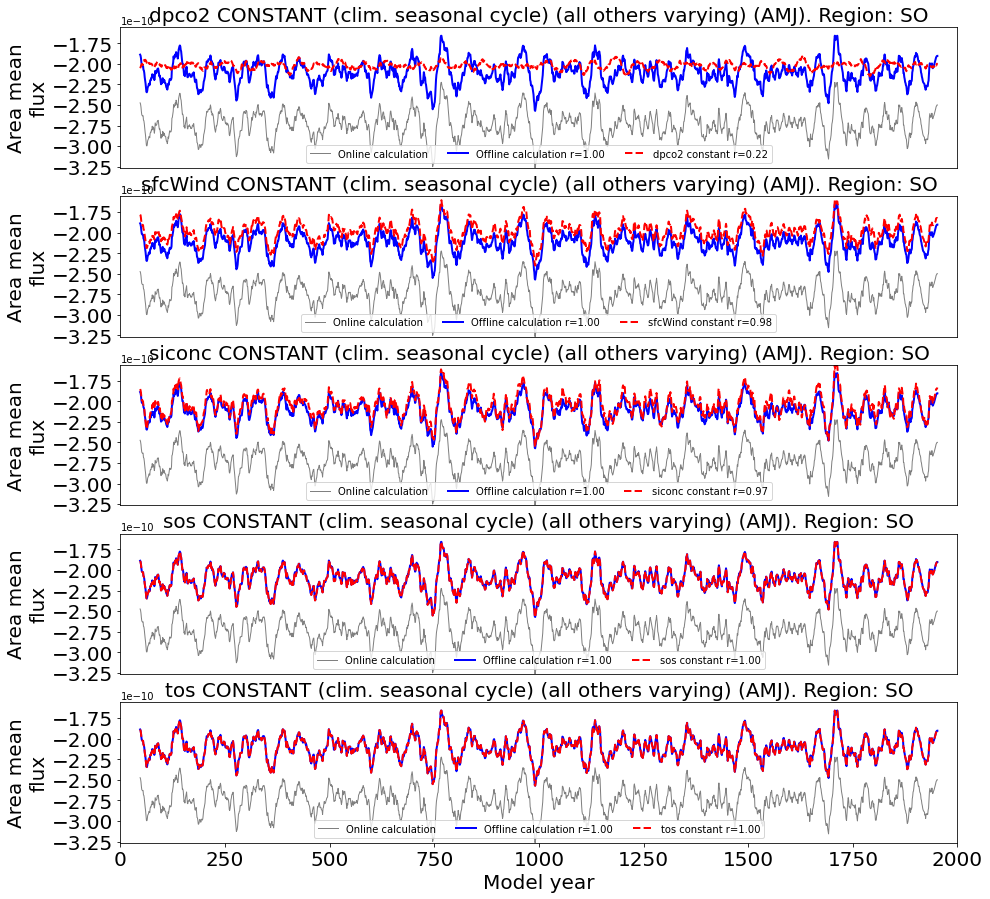 1e−10
dpco2 CONSTANT (clim. seasonal cycle) (all others varying) (AMJ). Region: SO
Area mean
flux
−1.75
−2.00
−2.25
−2.50
−2.75
−3.00
−3.25
Online calculation Offline calculation r=1.00 dpco2 constant r=0.22
1e−10
sfcWind CONSTANT (clim. seasonal cycle) (all others varying) (AMJ). Region: SO
Area mean
flux
−1.75
−2.00
−2.25
−2.50
−2.75
−3.00
−3.25
Online calculation Offline calculation r=1.00 sfcWind constant r=0.98
1e−10
siconc CONSTANT (clim. seasonal cycle) (all others varying) (AMJ). Region: SO
Area mean
flux
−1.75
−2.00
−2.25
−2.50
−2.75
−3.00
−3.25
Online calculation Offline calculation r=1.00 siconc constant r=0.97
1e−10
sos CONSTANT (clim. seasonal cycle) (all others varying) (AMJ). Region: SO
Area mean
flux
−1.75
−2.00
−2.25
−2.50
−2.75
−3.00
−3.25
Online calculation Offline calculation r=1.00 sos constant r=1.00
1e−10
tos CONSTANT (clim. seasonal cycle) (all others varying) (AMJ). Region: SO
Area mean
flux
−1.75
−2.00
−2.25
−2.50
−2.75
−3.00
−3.25
Online calculation Offline calculation r=1.00 tos constant r=1.00
0 250 500 750 1000 1250 1500 1750 2000
Model year